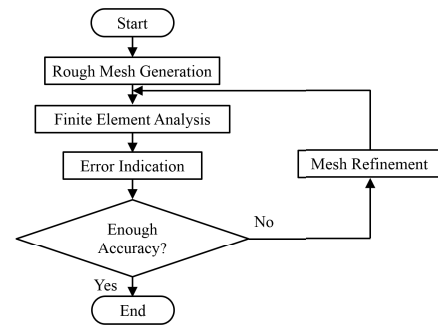 Start
Rough Mesh Generation
Finite Element Analysis
Error Indication
Mesh Refinement
Enough
Accuracy?
No
Yes
End